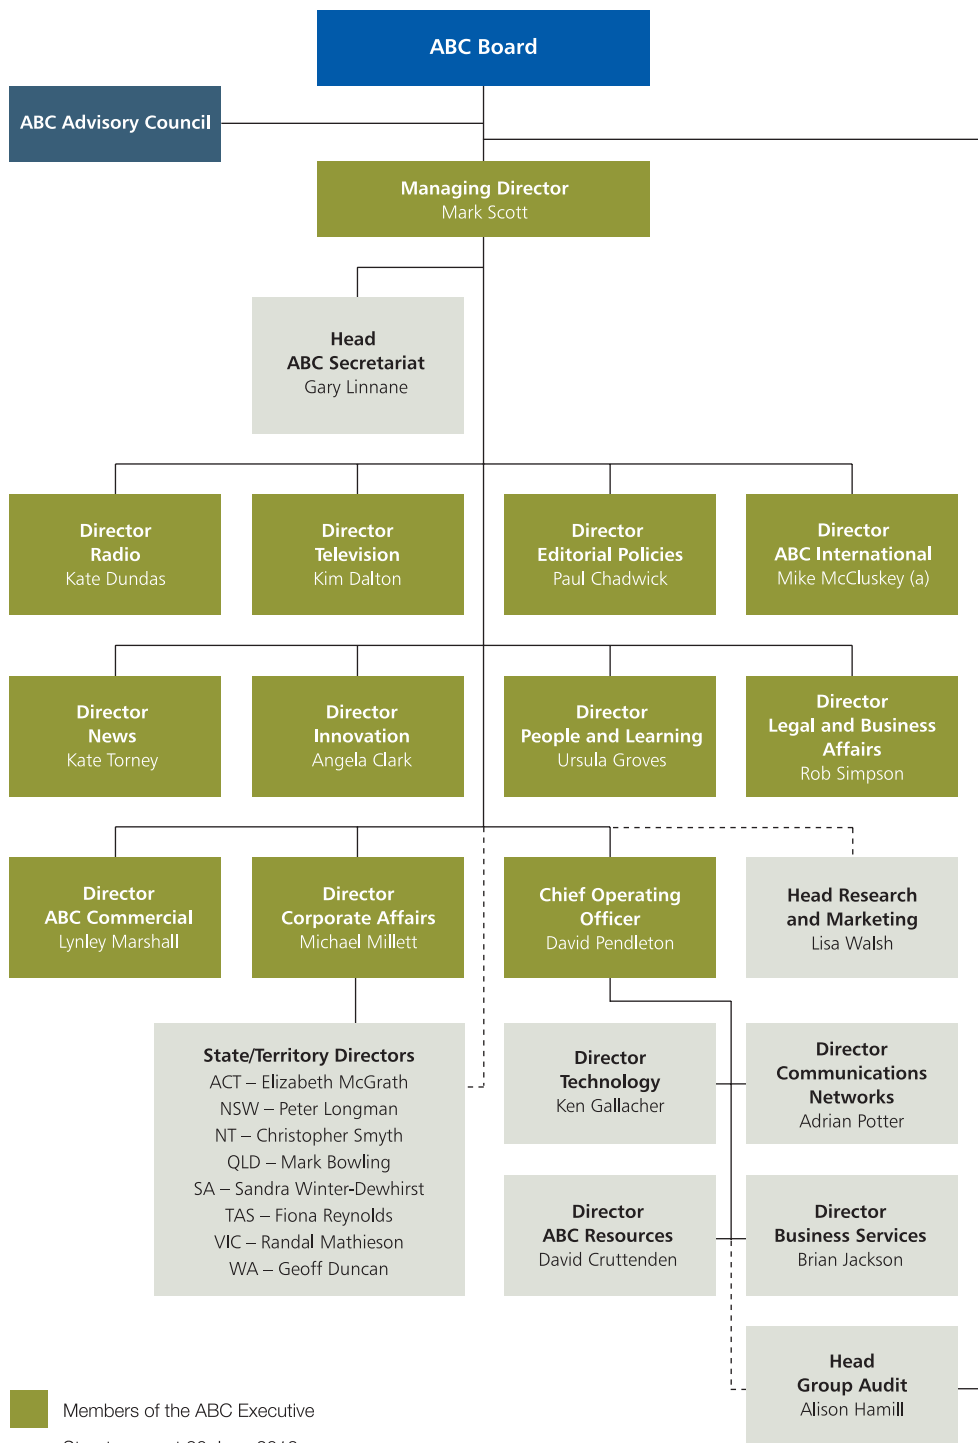 ABC Board
ABC Advisory Council
Managing Director
Mark Scott
Head
ABC Secretariat
Gary Linnane
Director
Radio
Kate Dundas
Director
Television
Kim Dalton
Director
Editorial Policies
Paul Chadwick
Director
ABC International
Mike McCluskey (a)
Director
News
Kate Torney
Director
Innovation
Angela Clark
Director
People and Learning
Ursula Groves
Director
Legal and Business
Affairs
Rob Simpson
Director
ABC Commercial
Lynley Marshall
Director
Corporate Affairs
Michael Millett
Chief Operating
Officer
David Pendleton
Head Research
and Marketing
Lisa Walsh
State/Territory Directors
ACT – Elizabeth McGrath
NSW – Peter Longman
NT – Christopher Smyth
QLD – Mark Bowling
SA – Sandra Winter-Dewhirst
TAS – Fiona Reynolds
VIC – Randal Mathieson
WA – Geoff Duncan
Director
Technology
Ken Gallacher
Director
Communications
Networks
Adrian Potter
Director
ABC Resources
David Cruttenden
Director
Business Services
Brian Jackson
Head
Group Audit
Alison Hamill
Members of the ABC Executive